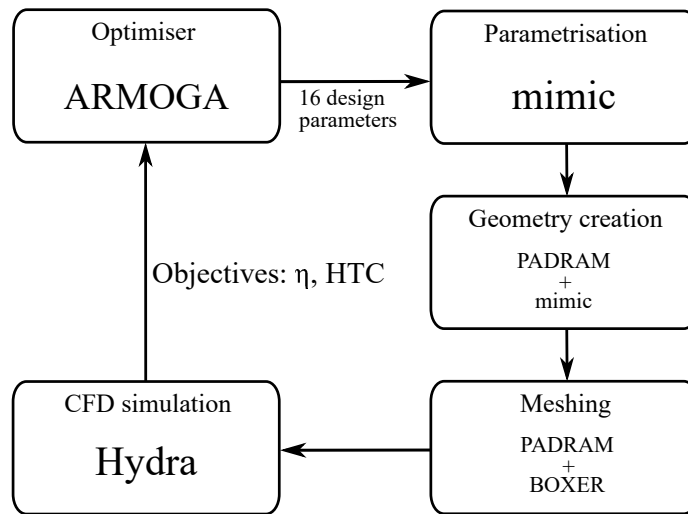 Optimiser
ARMOGA
16 design
parameters
Parametrisation
mimic
Geometry creation
PADRAM
+
mimic
Objectives: η, HTC
Meshing
PADRAM
+
BOXER
CFD simulation
Hydra